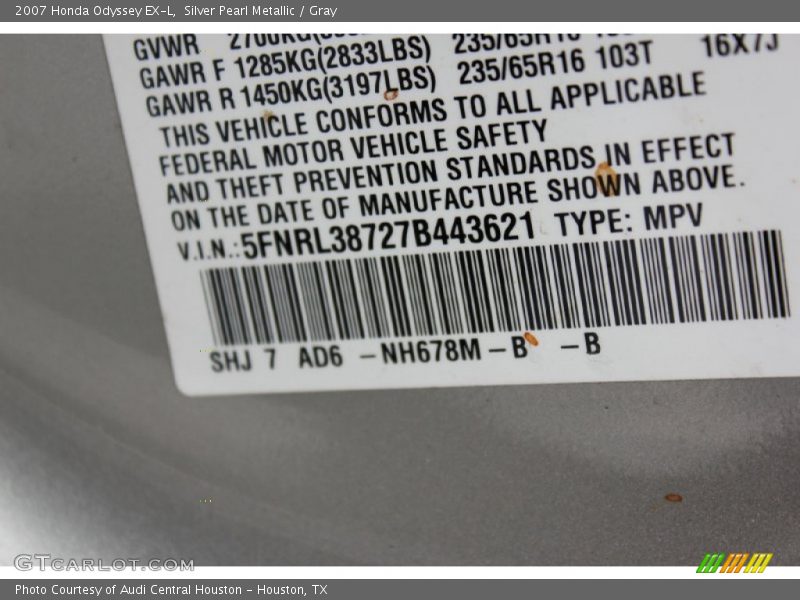 2007 Honda Odyssey EX-L, Silver Pearl Metallic / Gray
GVWR 2700KG
GAWR F 1285KG(2833LBS) 235/65R16 103T 16X7J
GAWR R 1450KG(3197LBS) 235/65R16 103T
THIS VEHICLE CONFORMS TO ALL APPLICABLE
FEDERAL MOTOR VEHICLE SAFETY
AND THEFT PREVENTION STANDARDS IN EFFECT
ON THE DATE OF MANUFACTURE SHOWN ABOVE.
V.I.N.:5FNRL38727B443621 TYPE: MPV
SHJ 7 AD6 -NH678M-B -B
GTCARLOT.COM
Photo Courtesy of Audi Central Houston - Houston, TX